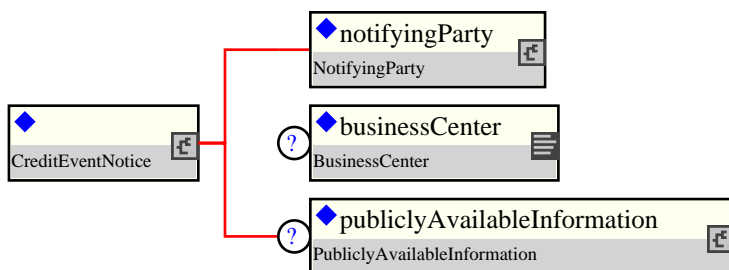 notifyingParty
NotifyingParty
CreditEventNotice
?
businessCenter
BusinessCenter
?
publiclyAvailableInformation
PubliclyAvailableInformation